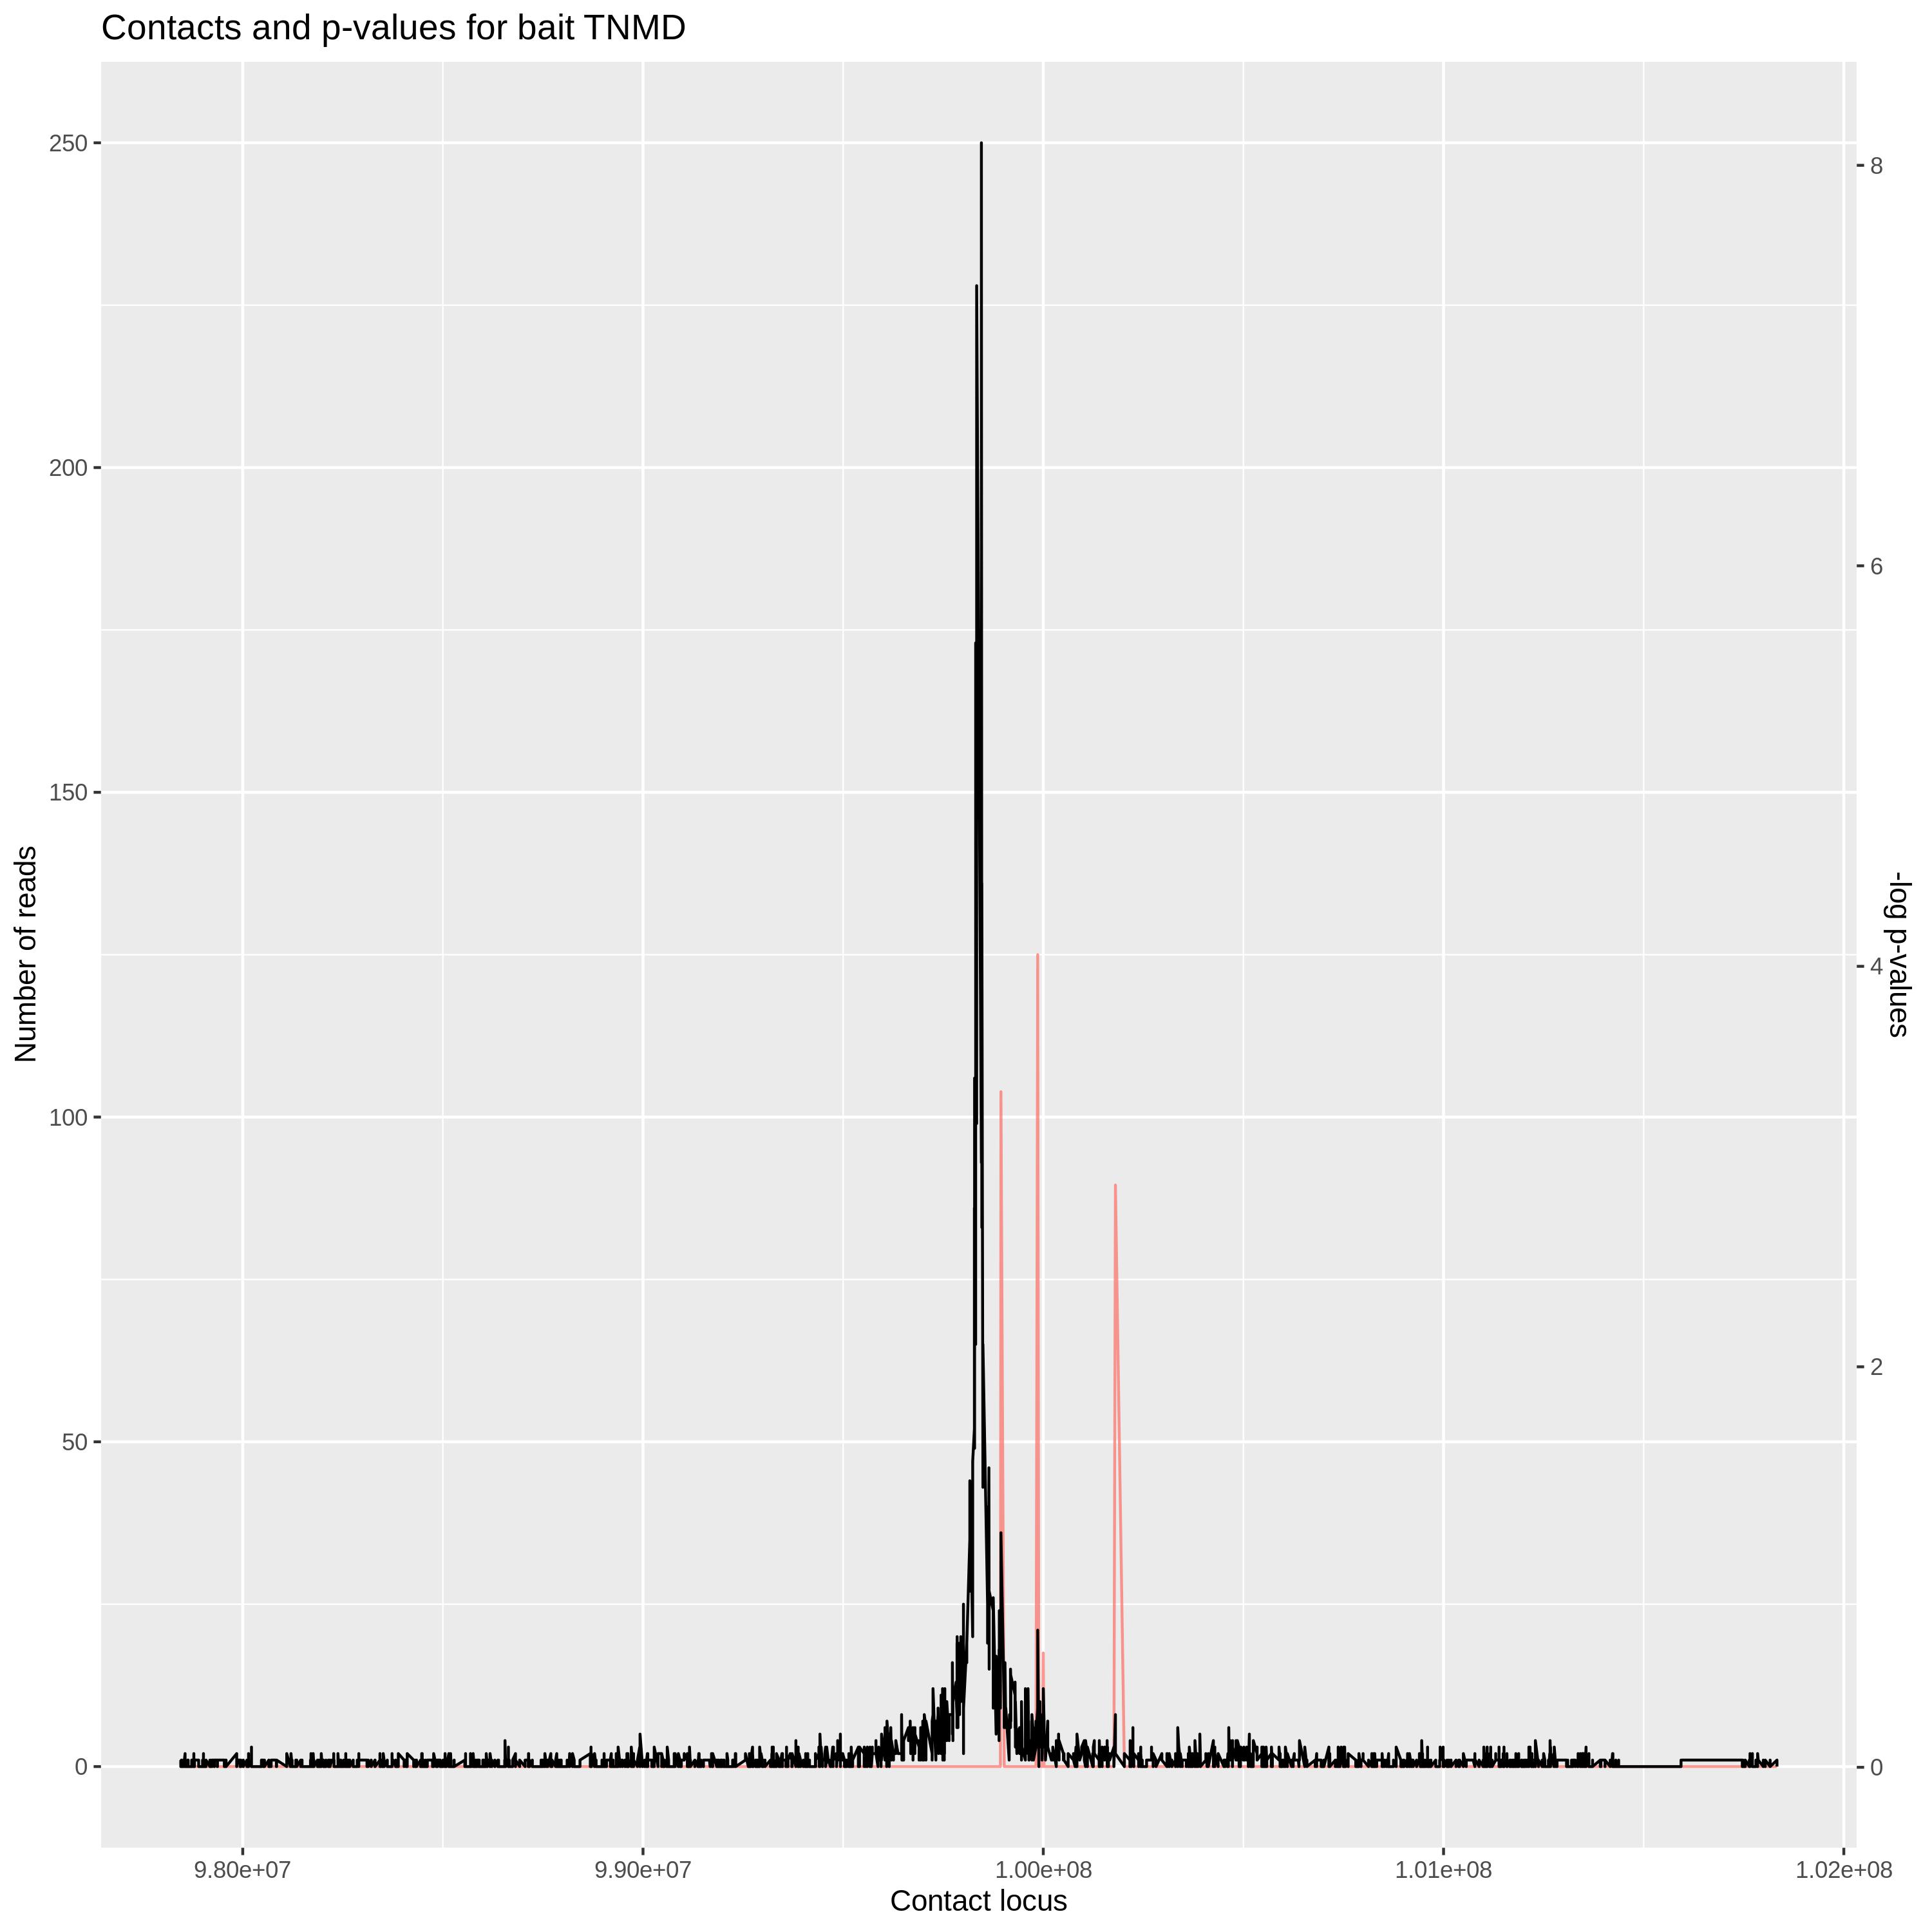 Contacts and p-values for bait TNMD
250
200
150
100
50
0
Number of reads
8
6
4
2
0
-log p-values
9.80e+07 9.90e+07 1.00e+08 1.01e+08 1.02e+08
Contact locus